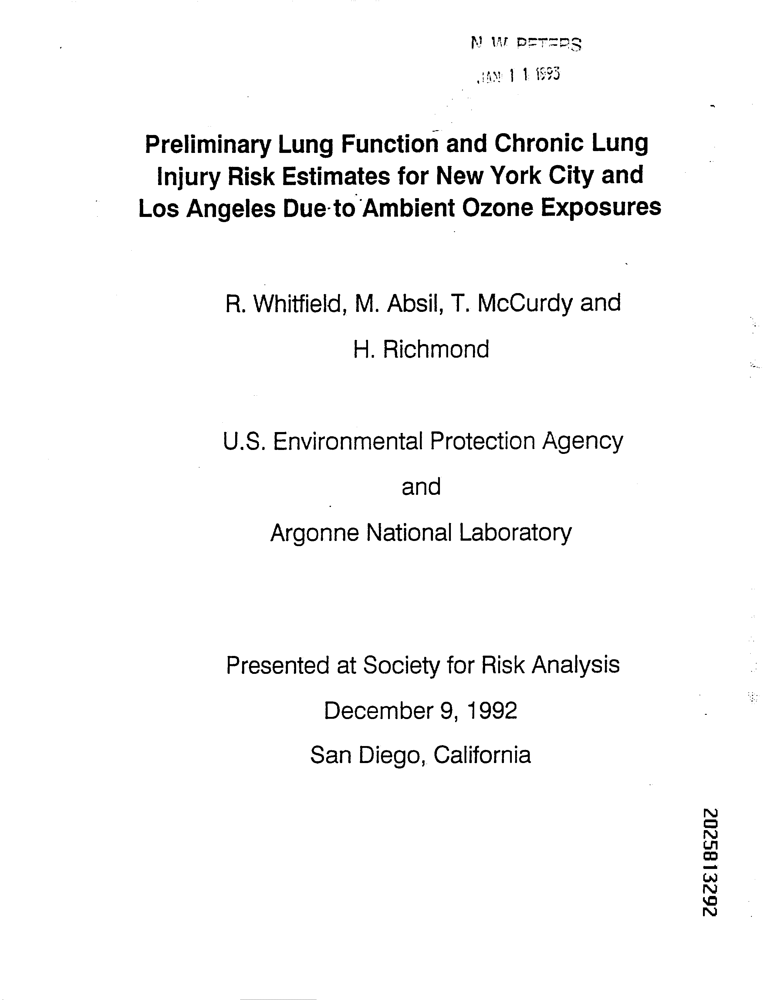 N W PETERS
JAN 11 1993
Preliminary Lung Function and Chronic Lung
Injury Risk Estimates for New York City and
Los Angeles Due to Ambient Ozone Exposures
R. Whitfield, M. Absil, T. McCurdy and
H. Richmond
U.S. Environmental Protection Agency
and
Argonne National Laboratory
Presented at Society for Risk Analysis
December 9, 1992
San Diego, California
2025813292